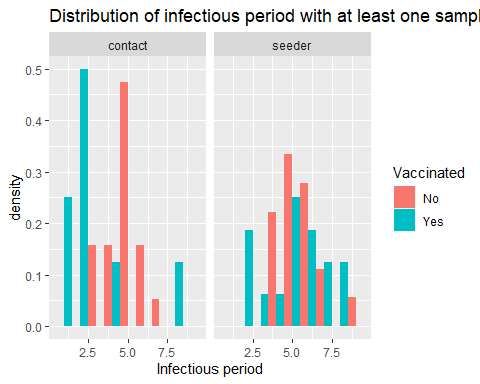 Distribution of infectious period with at least one sampl
contact
seeder
density
0.5
0.4
0.3
0.2
0.1
0.0
2.5 5.0 7.5
2.5 5.0 7.5
Infectious period
Vaccinated
No
Yes